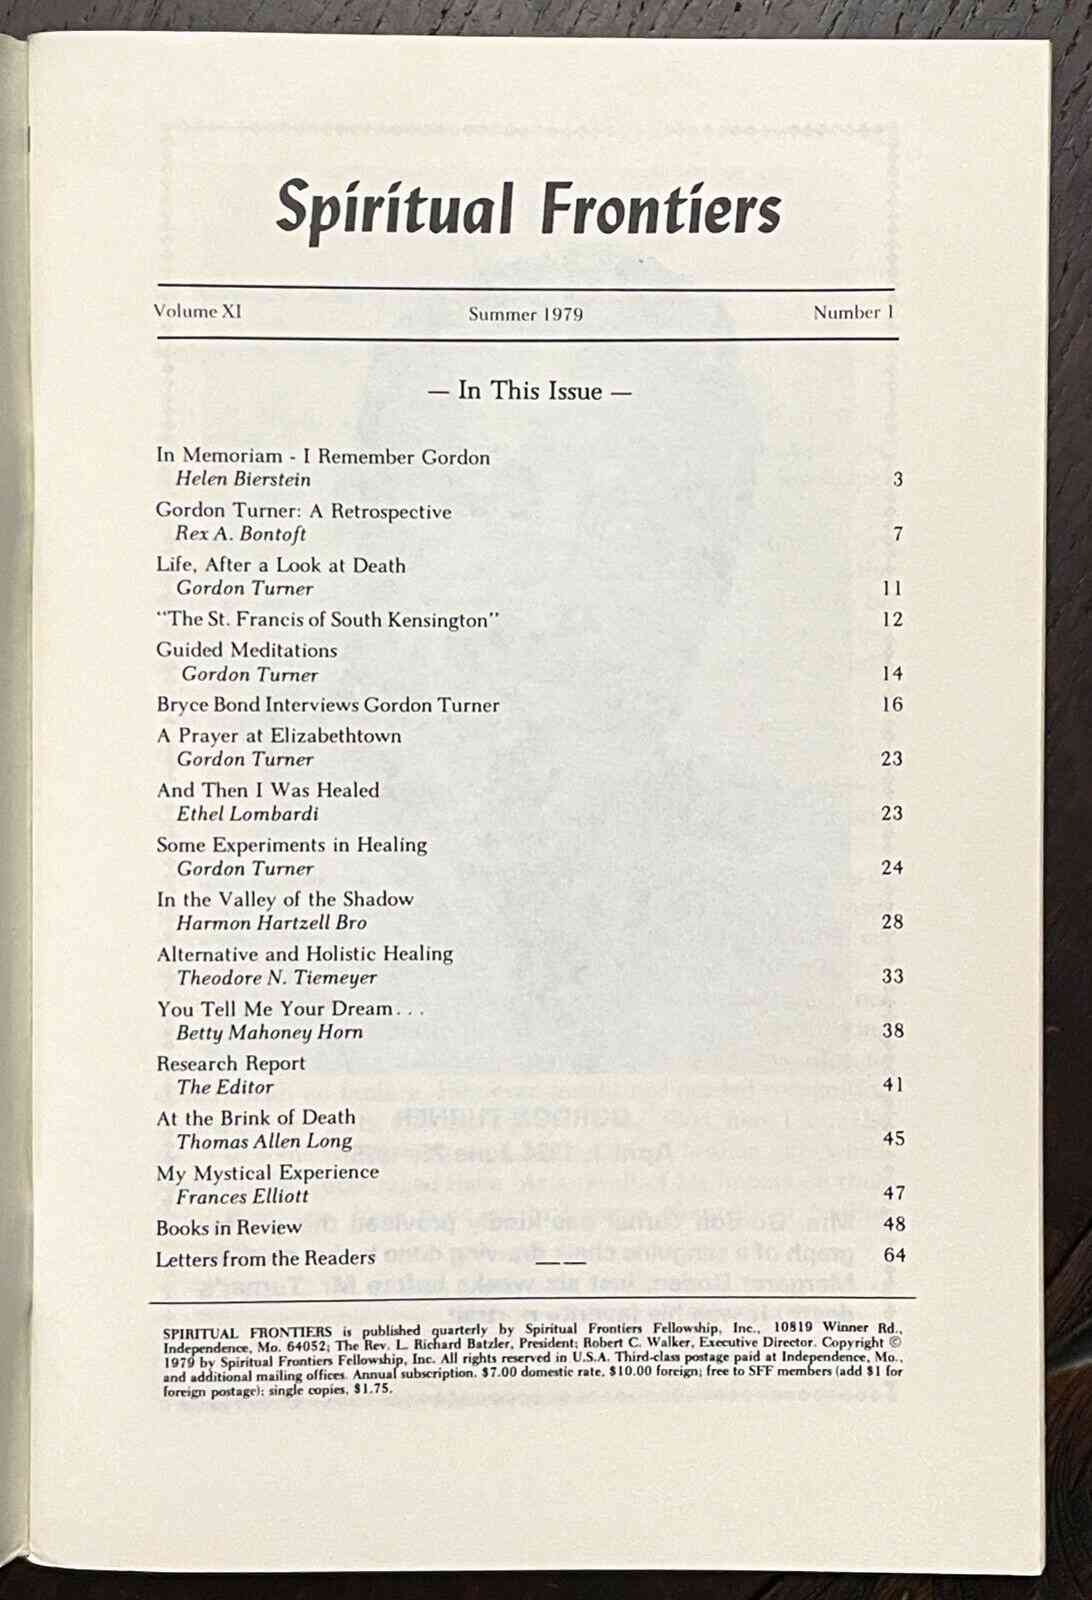 Spiritual Frontiers
Volume XI Summer 1979 Number 1
— In This Issue —
In Memoriam - I Remember Gordon
Helen Bierstein 3
Gordon Turner: A Retrospective
Rex A. Bontoft 7
Life, After a Look at Death
Gordon Turner 11
"The St. Francis of South Kensington" 12
Guided Meditations
Gordon Turner 14
Bryce Bond Interviews Gordon Turner 16
A Prayer at Elizabethtown
Gordon Turner 23
And Then I Was Healed
Ethel Lombardi 23
Some Experiments in Healing
Gordon Turner 24
In the Valley of the Shadow
Harmon Hartzell Bro 28
Alternative and Holistic Healing
Theodore N. Tiemeyer 33
You Tell Me Your Dream . . .
Betty Mahoney Horn 38
Research Report
The Editor 41
At the Brink of Death
Thomas Allen Long 45
My Mystical Experience
Frances Elliott 47
Books in Review 48
Letters from the Readers 64
SPIRITUAL FRONTIERS is published quarterly by Spiritual Frontiers Fellowship, Inc., 10819 Winner Rd.,
Independence, Mo. 64052; The Rev. L. Richard Batzler, President; Robert C. Walker, Executive Director. Copyright ©
1979 by Spiritual Frontiers Fellowship, Inc. All rights reserved in U.S.A. Third-class postage paid at Independence, Mo.,
and additional mailing offices. Annual subscription. $7.00 domestic rate, $10.00 foreign; free to SFF members (add $1 for
foreign postage); single copies, $1.75.